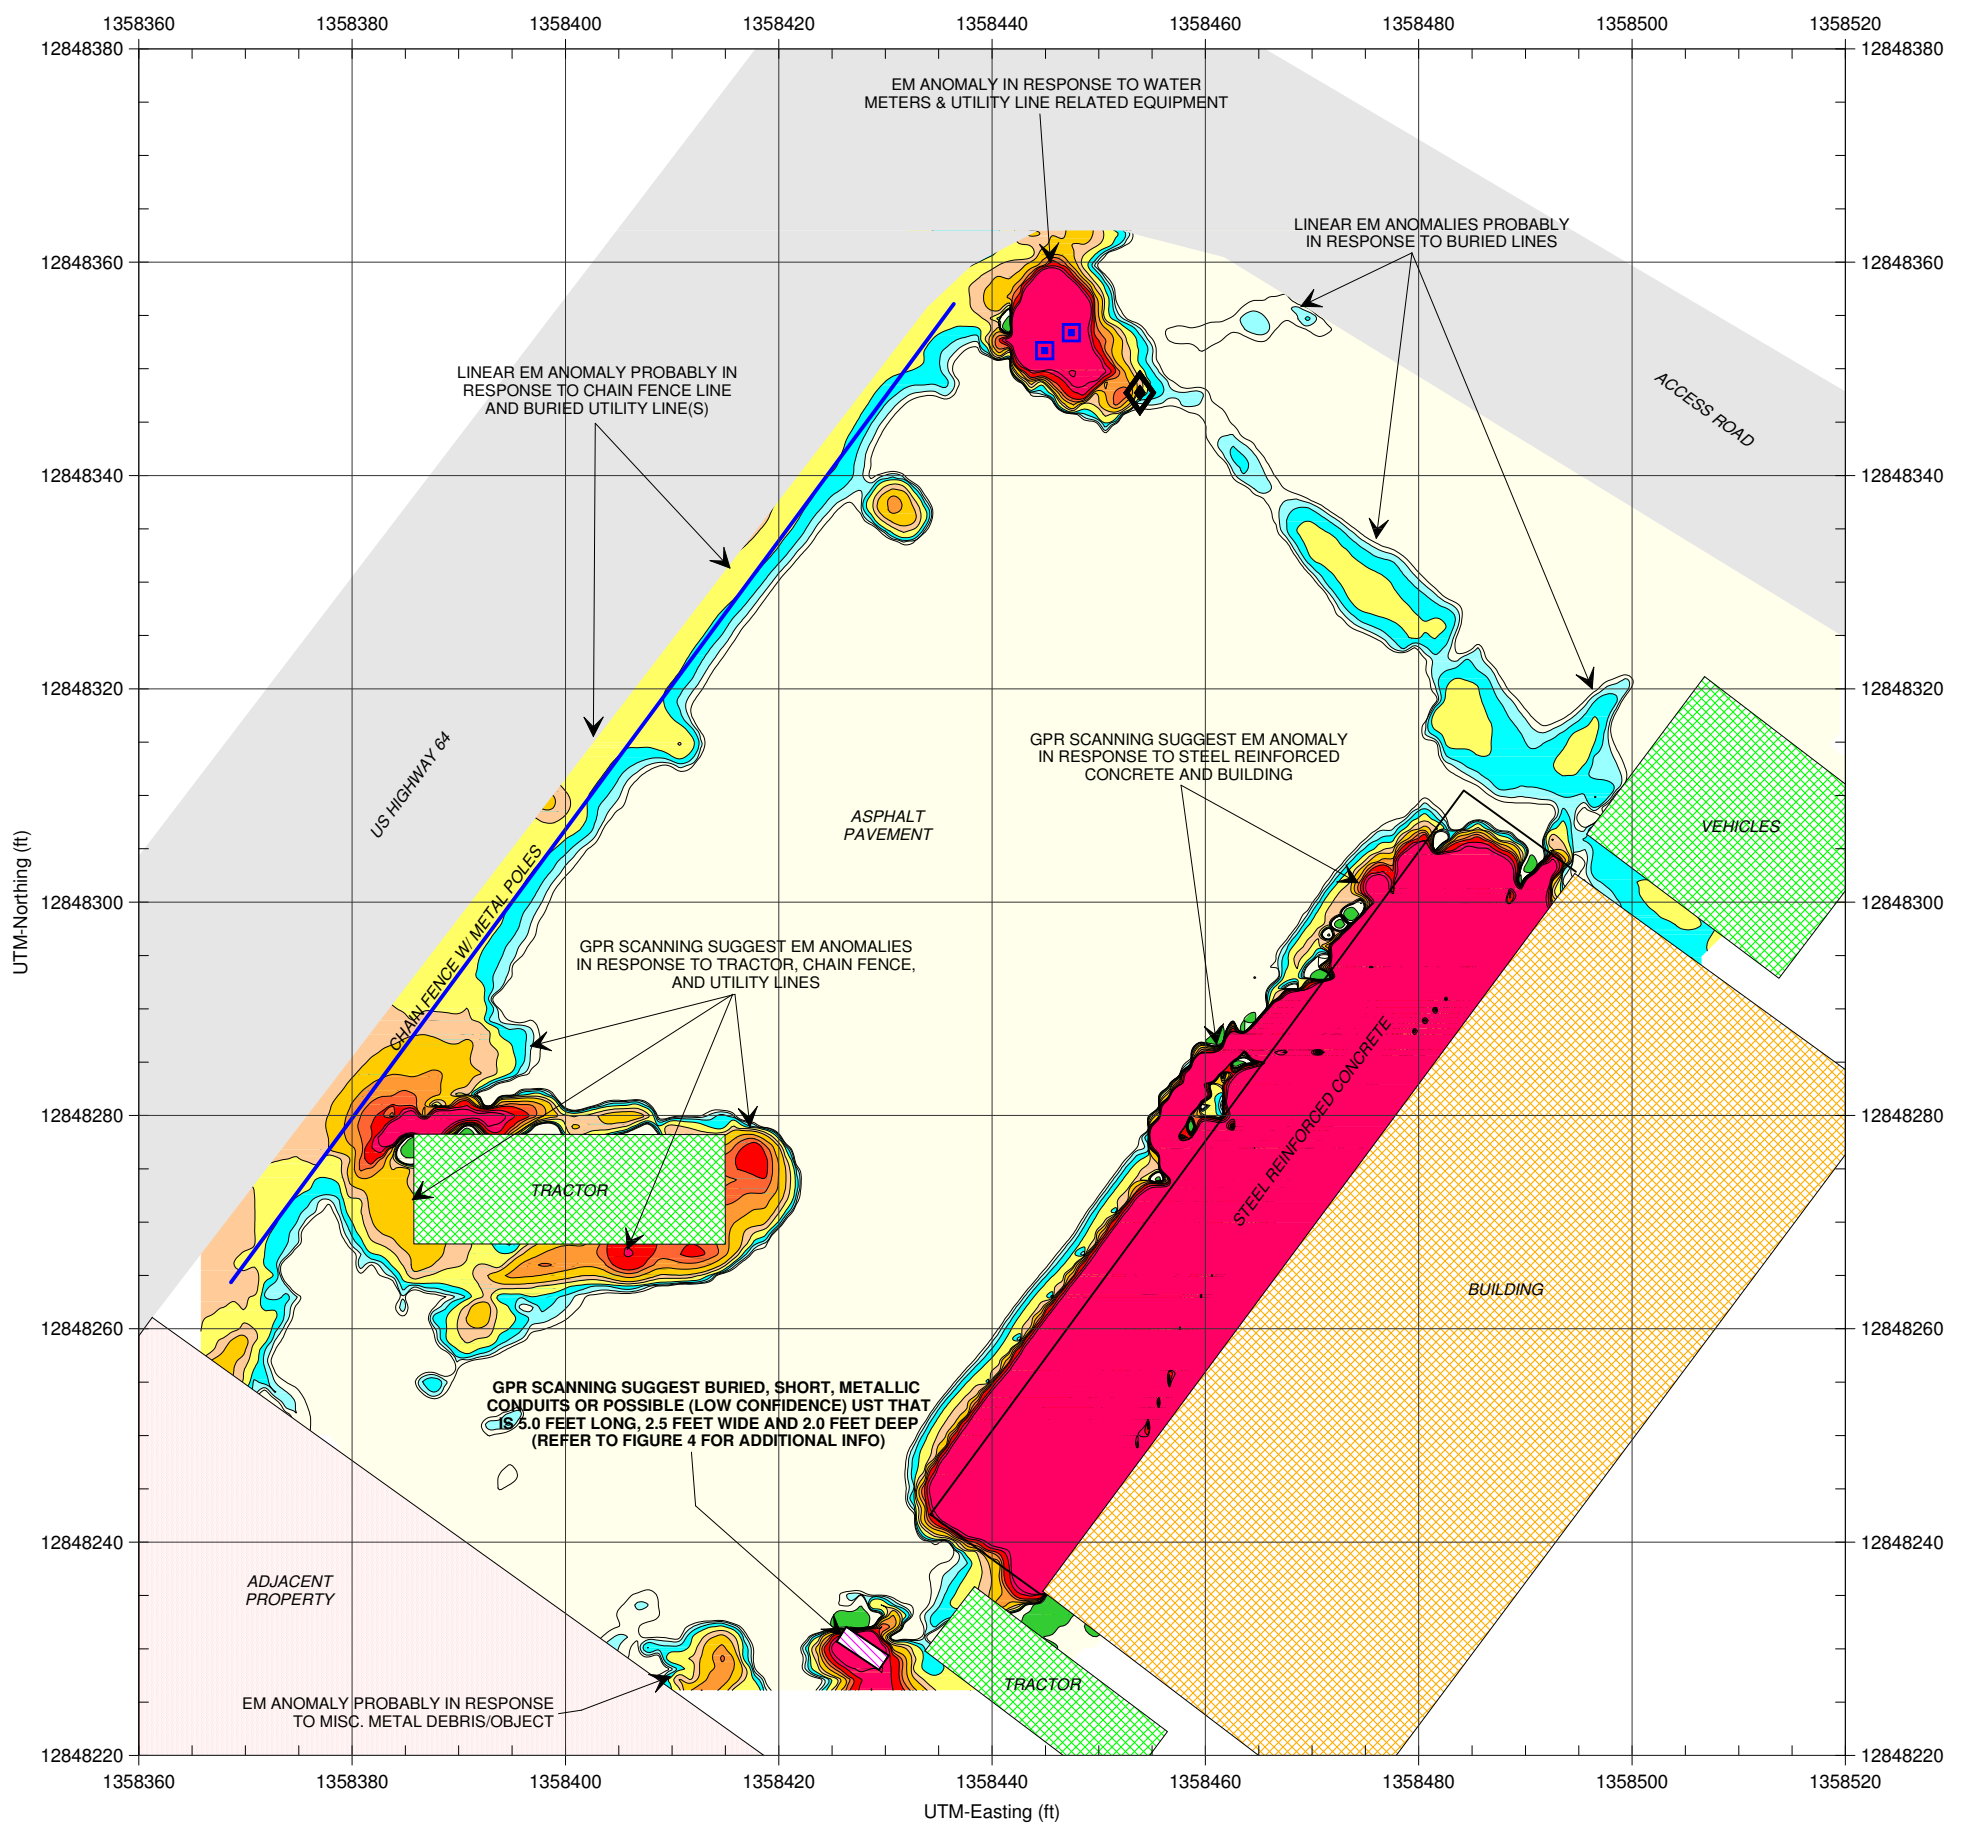 1358360 1358380 1358400 1358420 1358440 1358460 1358480 1358500 1358520
12848380 12848380
EM ANOMALY IN RESPONSE TO WATER
METERS & UTILITY LINE RELATED EQUIPMENT
LINEAR EM ANOMALIES PROBABLY
IN RESPONSE TO BURIED LINES
12848360 12848360
LINEAR EM ANOMALY PROBABLY IN
RESPONSE TO CHAIN FENCE LINE
AND BURIED UTILITY LINE(S)
ACCESS ROAD
12848340 12848340
12848320 12848320
US HIGHWAY 64
GPR SCANNING SUGGEST EM ANOMALY
IN RESPONSE TO STEEL REINFORCED
CONCRETE AND BUILDING
ASPHALT
PAVEMENT
VEHICLES
UTM-Northing (ft)
12848300 12848300
CHAIN FENCE W/ METAL POLES
GPR SCANNING SUGGEST EM ANOMALIES
IN RESPONSE TO TRACTOR, CHAIN FENCE,
AND UTILITY LINES
12848280 12848280
STEEL REINFORCED CONCRETE
TRACTOR
BUILDING
12848260 12848260
GPR SCANNING SUGGEST BURIED, SHORT, METALLIC
CONDUITS OR POSSIBLE (LOW CONFIDENCE) UST THAT
IS 5.0 FEET LONG, 2.5 FEET WIDE AND 2.0 FEET DEEP
(REFER TO FIGURE 4 FOR ADDITIONAL INFO)
12848240 12848240
ADJACENT
PROPERTY
TRACTOR
EM ANOMALY PROBABLY IN RESPONSE
TO MISC. METAL DEBRIS/OBJECT
12848220 12848220
1358360 1358380 1358400 1358420 1358440 1358460 1358480 1358500 1358520
UTM-Easting (ft)